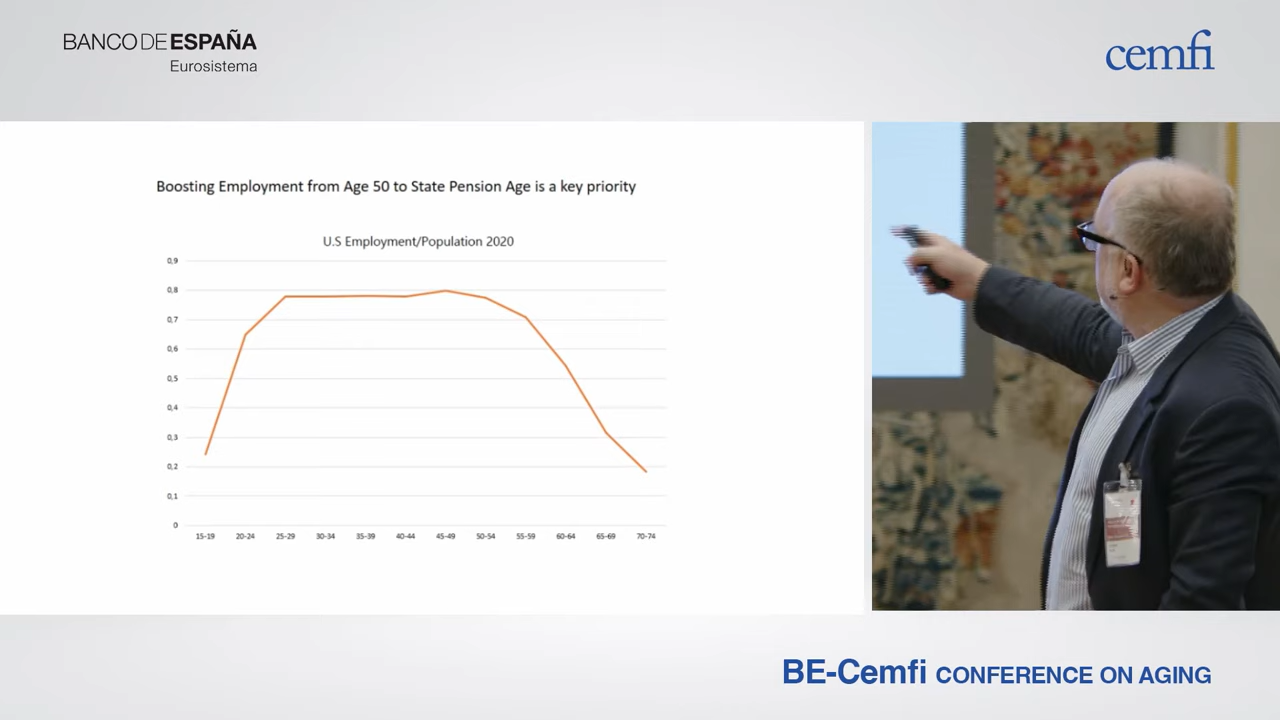 BANCO DE ESPAÑA
Eurosistema
cemfi
Boosting Employment from Age 50 to State Pension Age is a key priority
U.S Employment/Population 2020
0,9
0,8
0,7
0,6
0,5
0,4
0,3
0,2
0,1
0
15-19 20-24 25-29 30-34 35-39 40-44 45-49 50-54 55-59 60-64 65-69 70-74
BE-Cemfi CONFERENCE ON AGING